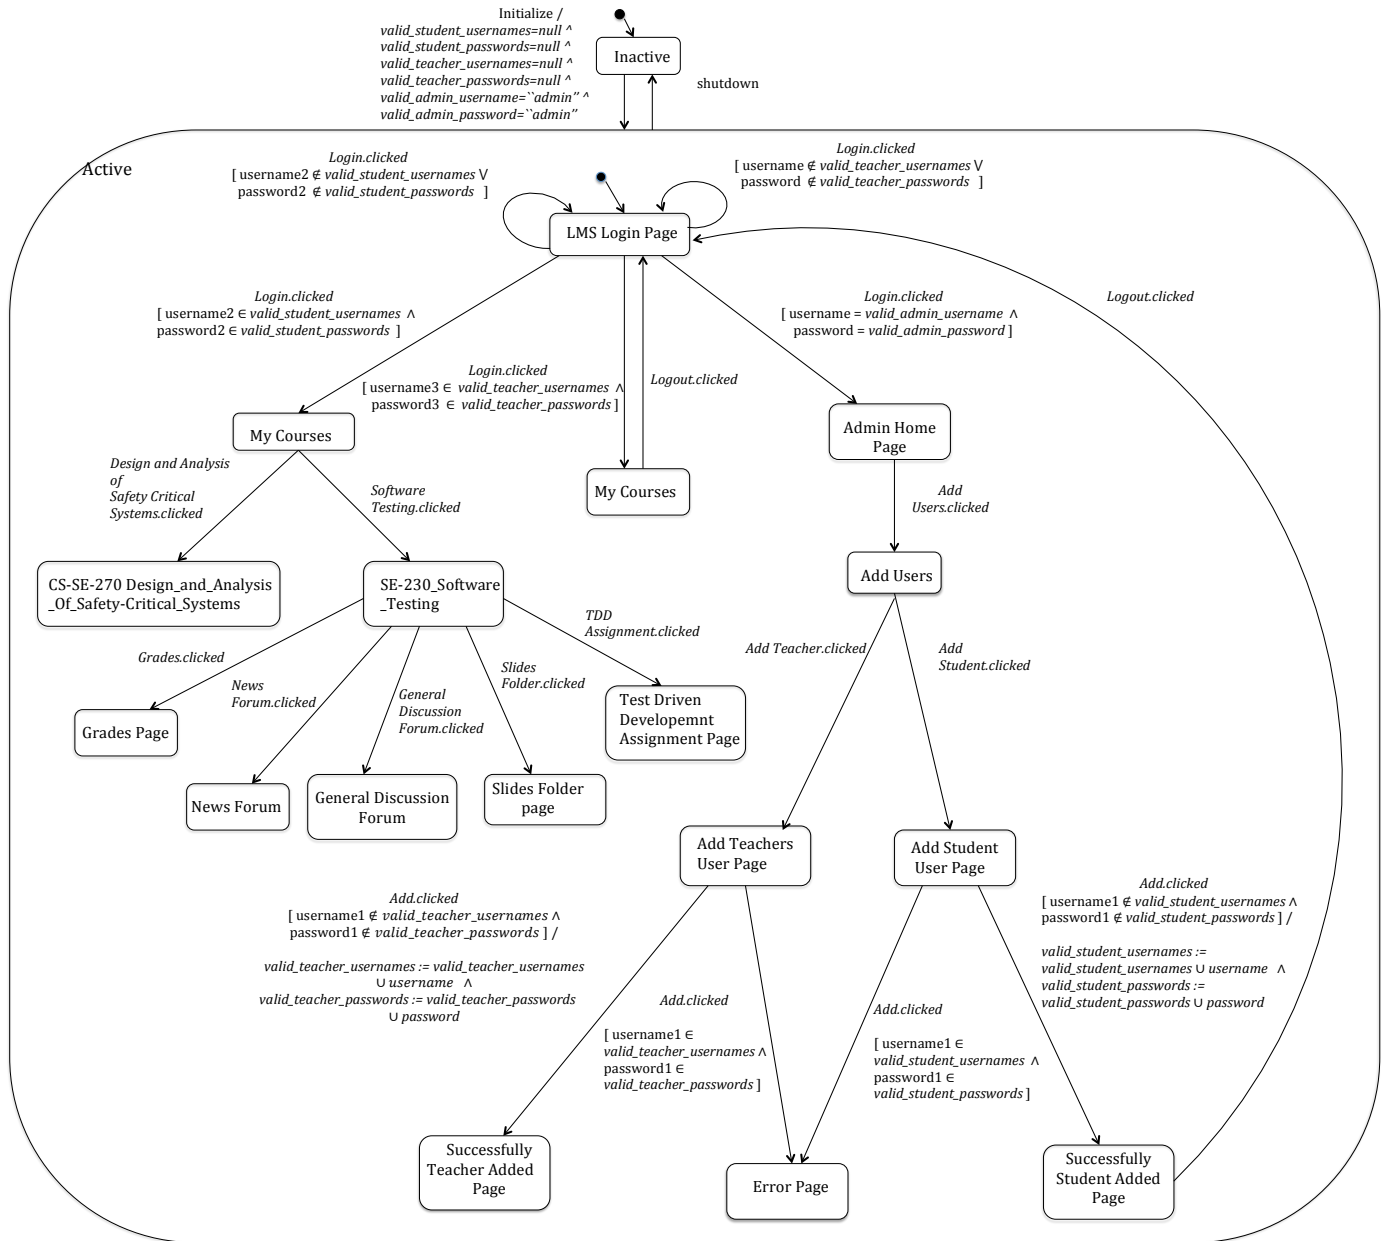 Initialize /
valid_student_usernames=null ^
valid_student_passwords=null ^
valid_teacher_usernames=null ^
valid_teacher_passwords=null ^
valid_admin_username=``admin’’ ^
valid_admin_password=``admin’’
Inactive
shutdown
Active
Login.clicked
[ username2 ∉ valid_student_usernames ∨
password2 ∉ valid_student_passwords ]
Login.clicked
[ username ∉ valid_teacher_usernames ∨
password ∉ valid_teacher_passwords ]
LMS Login Page
Login.clicked
[ username2 ∈ valid_student_usernames ∧
password2 ∈ valid_student_passwords ]
Login.clicked
[ username = valid_admin_username ∧
password = valid_admin_password ]
Logout.clicked
Login.clicked
[ username3 ∈ valid_teacher_usernames ∧
password3 ∈ valid_teacher_passwords ]
Logout.clicked
My Courses
Admin Home
Page
Design and Analysis
of
Safety Critical
Systems.clicked
Software
Testing.clicked
My Courses
Add
Users.clicked
CS-SE-270 Design_and_Analysis
_Of_Safety-Critical_Systems
SE-230_Software
_Testing
Add Users
TDD
Assignment.clicked
Grades.clicked
News
Forum.clicked
General
Discussion
Forum.clicked
Slides
Folder.clicked
Add Teacher.clicked
Add
Student.clicked
Grades Page
Test Driven
Developemnt
Assignment Page
News Forum
General Discussion
Forum
Slides Folder
page
Add Teachers
User Page
Add Student
User Page
Add.clicked
[ username1 ∉ valid_teacher_usernames ∧
password1 ∉ valid_teacher_passwords ] /
valid_teacher_usernames := valid_teacher_usernames
∪ username ∧
valid_teacher_passwords := valid_teacher_passwords
∪ password
Add.clicked
[ username1 ∈
valid_teacher_usernames ∧
password1 ∈
valid_teacher_passwords ]
Add.clicked
[ username1 ∈
valid_student_usernames ∧
password1 ∈
valid_student_passwords ]
Add.clicked
[ username1 ∉ valid_student_usernames ∧
password1 ∉ valid_student_passwords ] /
valid_student_usernames :=
valid_student_usernames ∪ username ∧
valid_student_passwords :=
valid_student_passwords ∪ password
Successfully
Teacher Added
Page
Error Page
Successfully
Student Added
Page